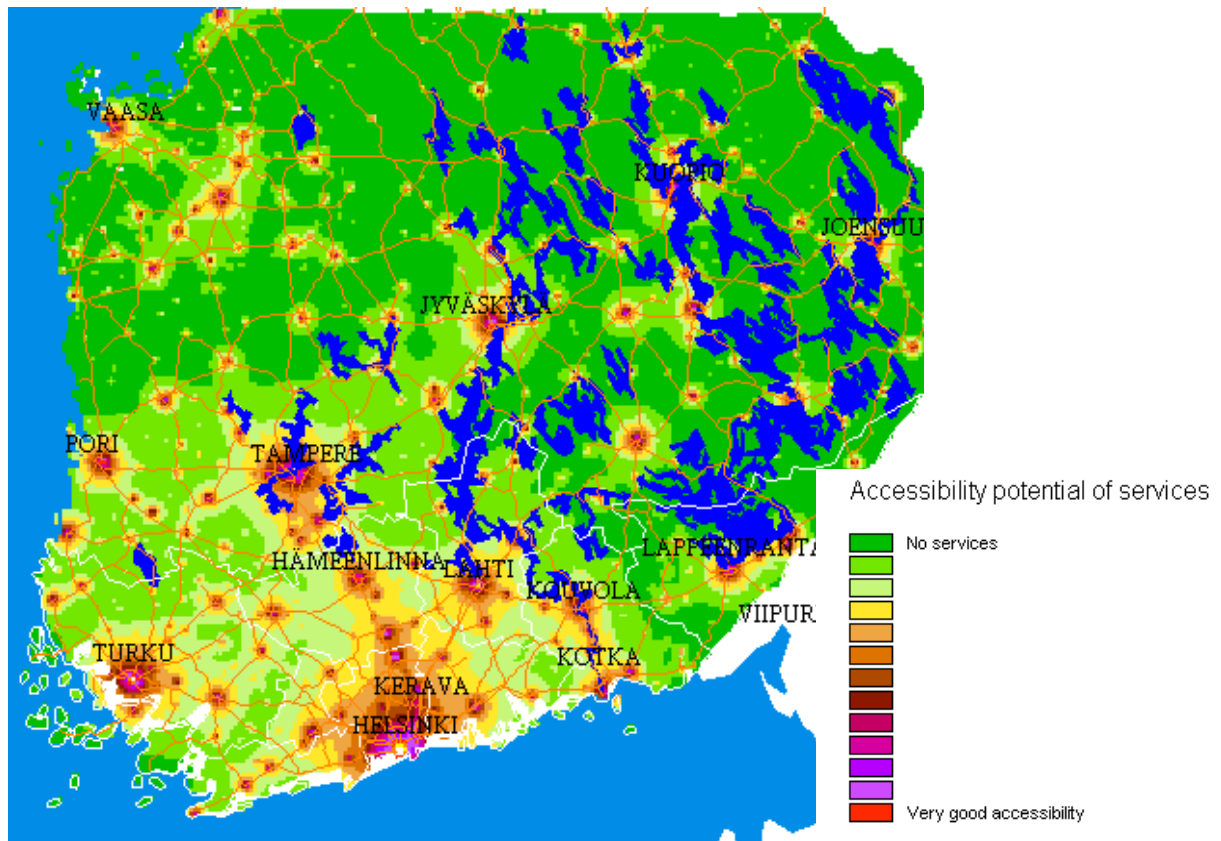 VAASA
KUOPIO
JOENSUU
JYVÄSKYLÄ
PORI
TAMPERE
Accessibility potential of services
No services
HÄMEENLINNA
LAHTI
LAPPEENRANTA
KOUVOLA
VIIPUR
TURKU
KOTKA
KERAVA
HELSINKI
Very good accessibility